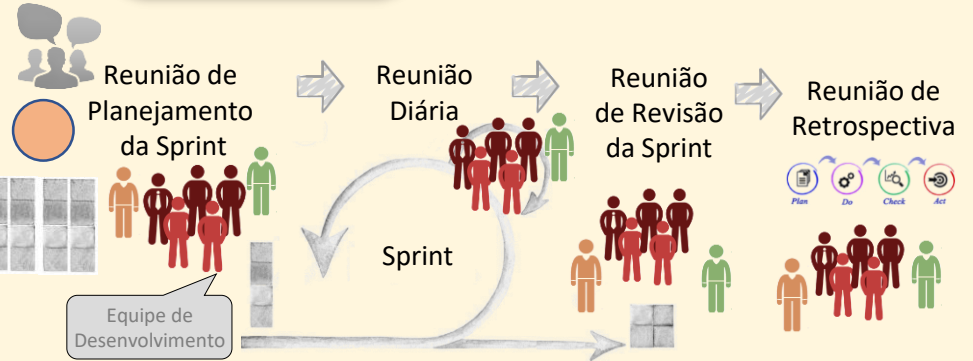 Reunião de
Planejamento
da Sprint
Reunião
Diária
Reunião
de Revisão
da Sprint
Reunião de
Retrospectiva
Plan
Do
Check
Act
Sprint
Equipe de
Desenvolvimento